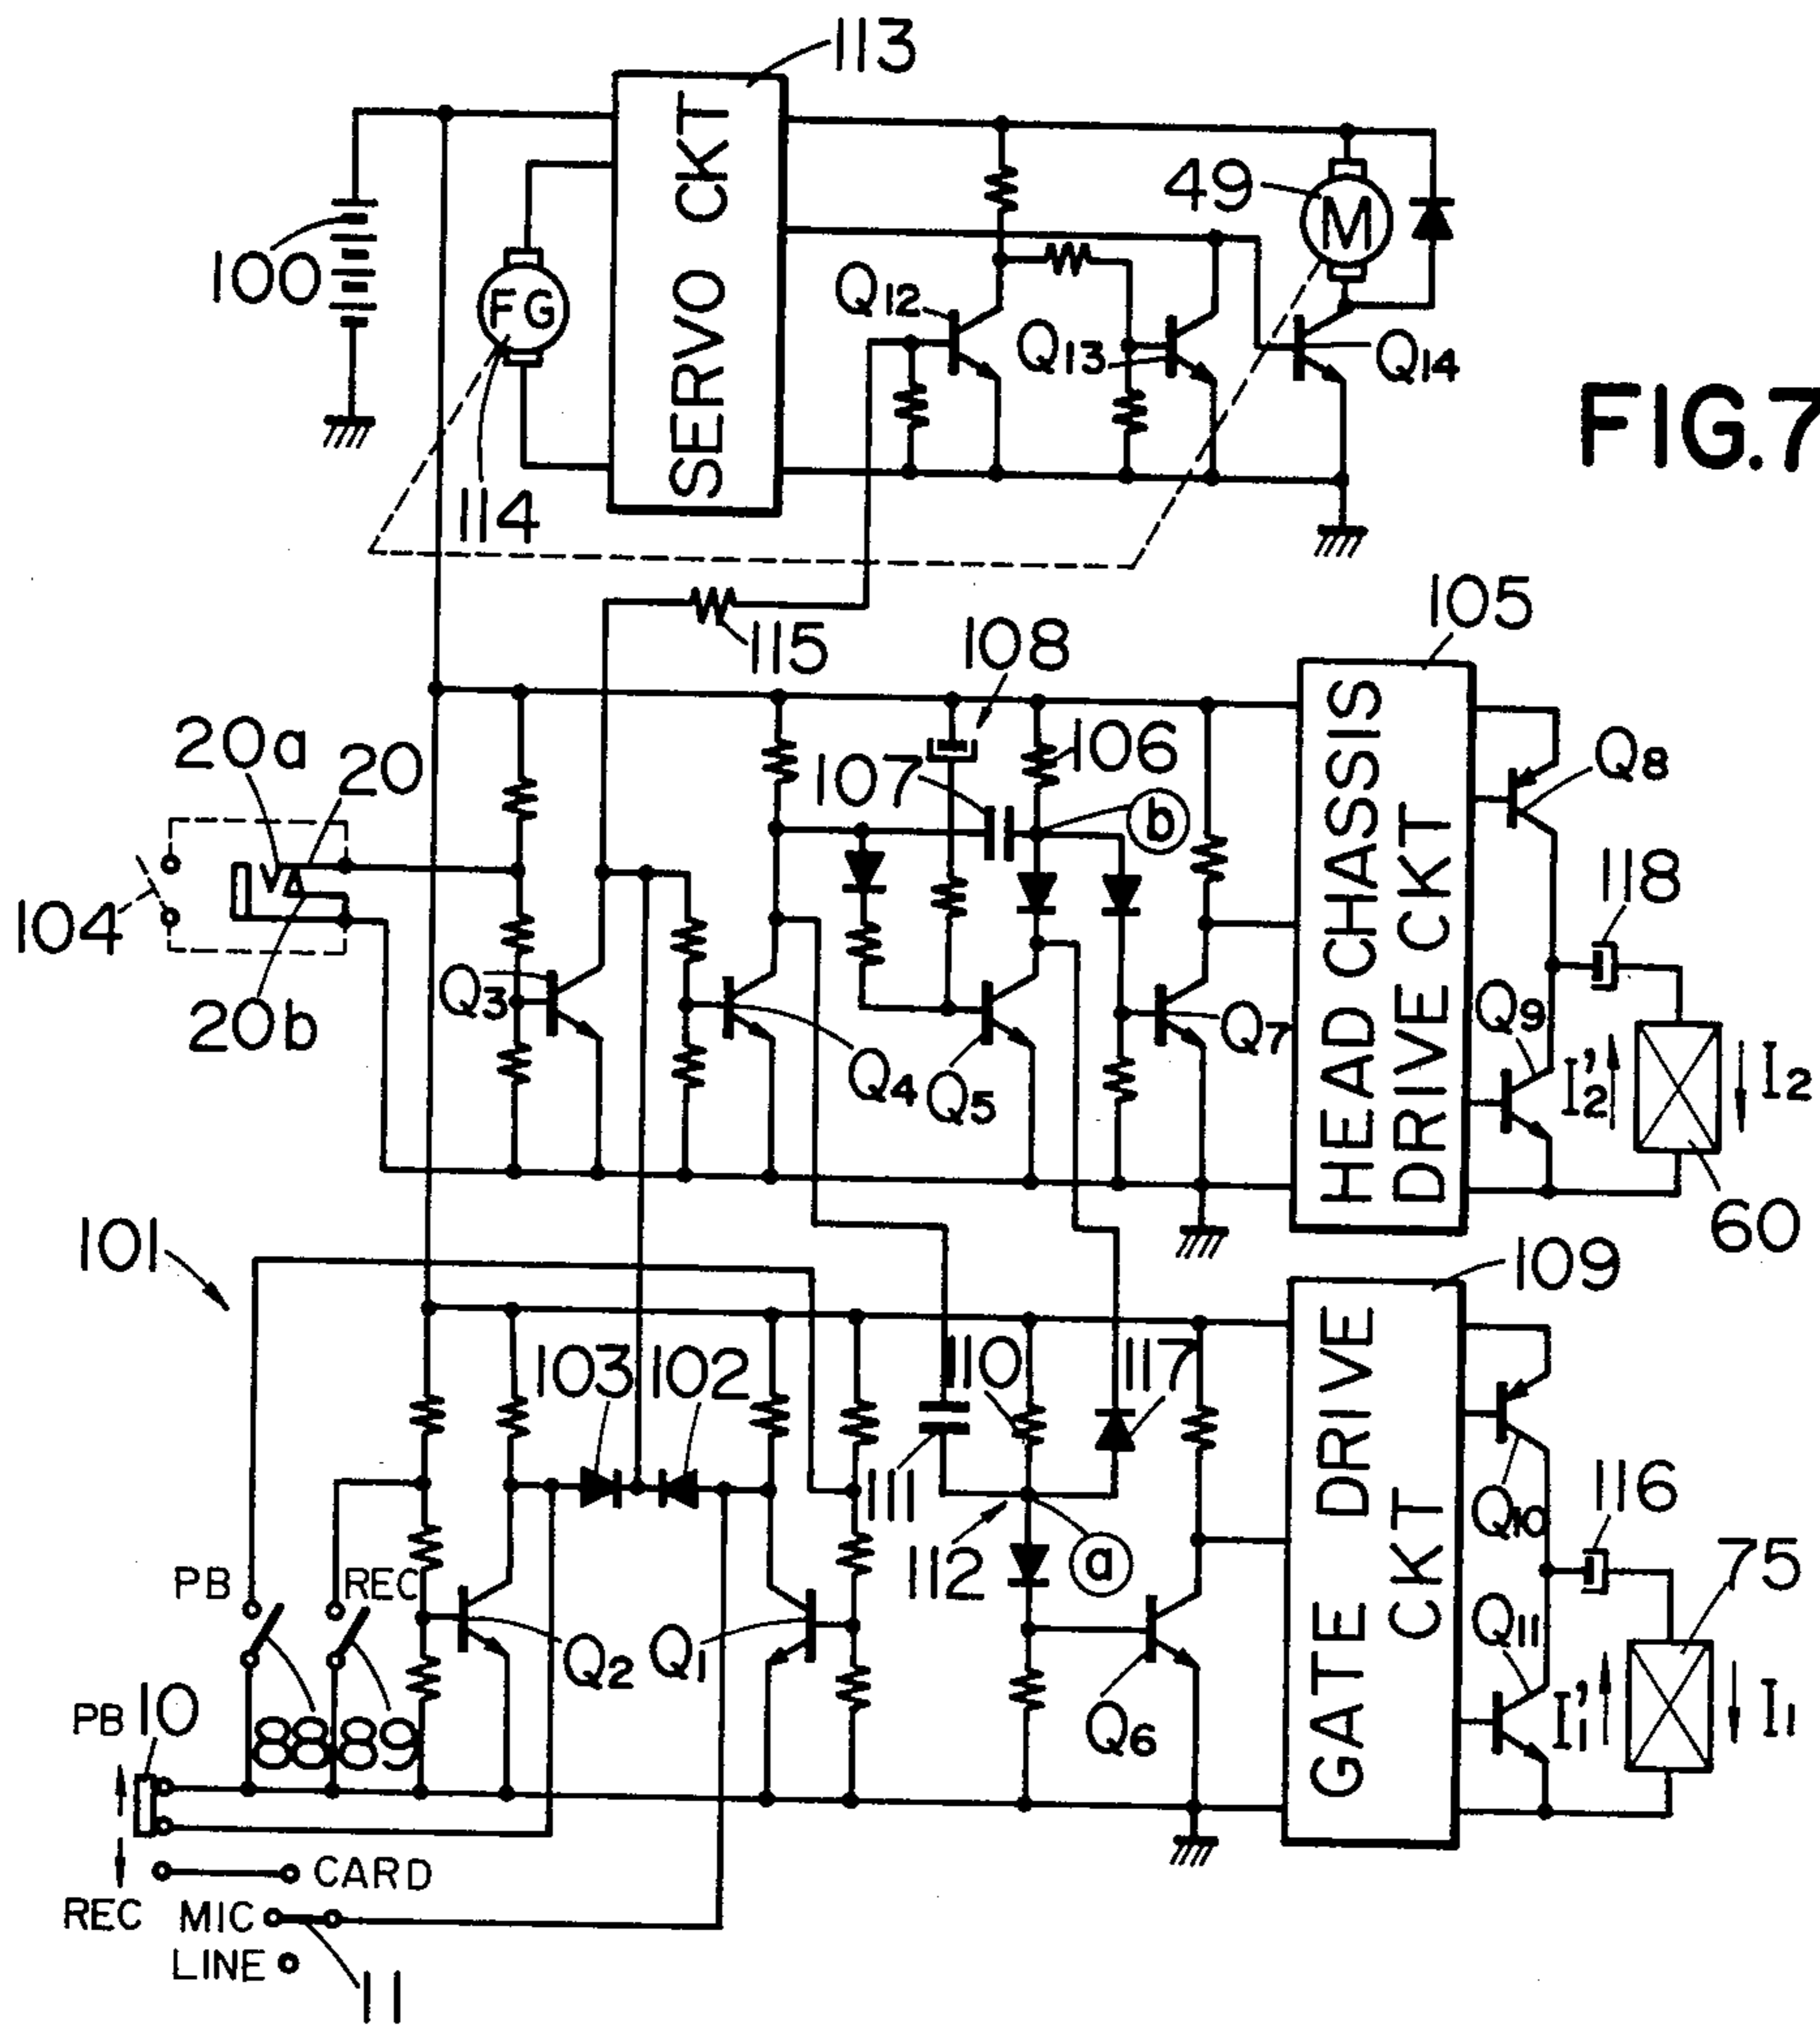 113
SERVO CKT
49
M
100
FG
Q12
Q13
Q14
FIG.7
114
115
108
105
20a
20
107
106
b
Q8
HEAD CHASSIS DRIVE CKT
118
104
20b
Q3
Q4
Q5
Q7
Q9
I2'
I2
60
101
109
103
102
110
117
111
112
a
GATE DRIVE CKT
Q10
116
75
PB
REC
Q2
Q1
Q6
Q11
I1'
I1
PB
10
88
89
CARD
REC
MIC
LINE
11